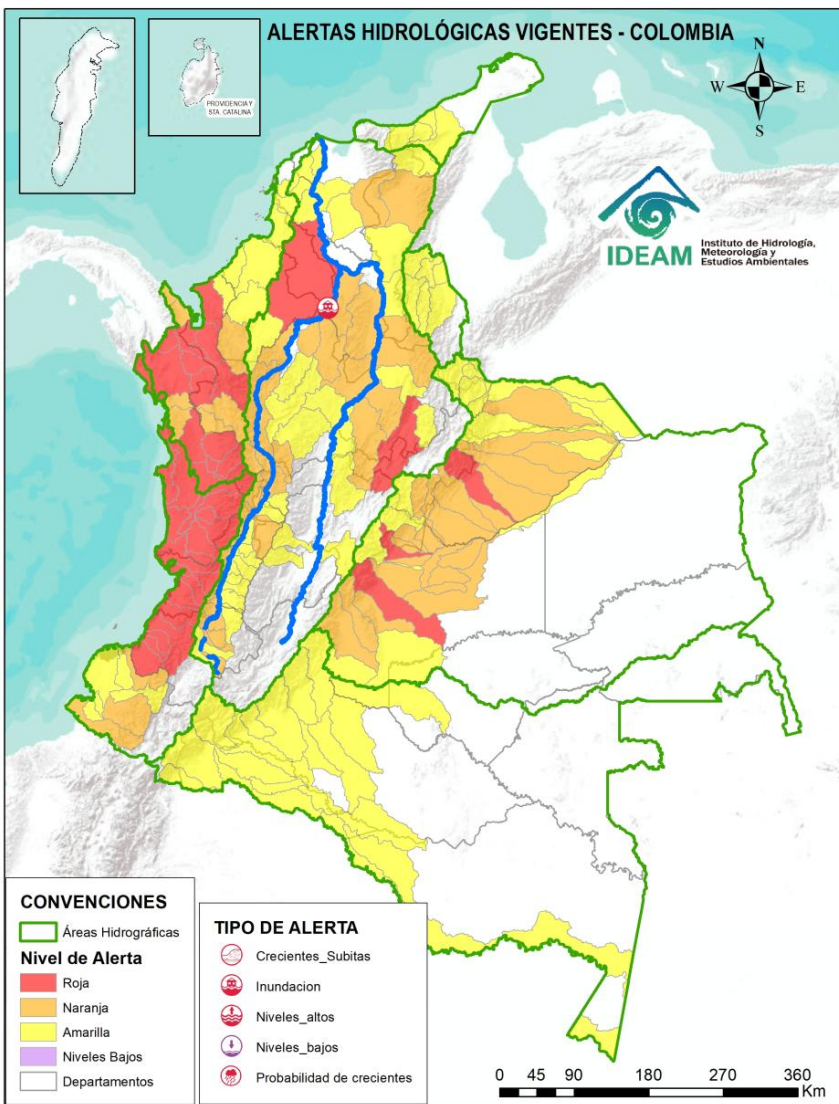 ALERTAS HIDROLÓGICAS VIGENTES - COLOMBIA
PROVIDENCIA Y
STA. CATALINA
N
W E
S
IDEAM
Instituto de Hidrología,
Meteorología y
Estudios Ambientales
CONVENCIONES
Áreas Hidrográficas
Nivel de Alerta
Roja
Naranja
Amarilla
Niveles Bajos
Departamentos
TIPO DE ALERTA
Crecientes_Subitas
Inundacion
Niveles_altos
Niveles_bajos
Probabilidad de crecientes
0 45 90 180 270 360
Km